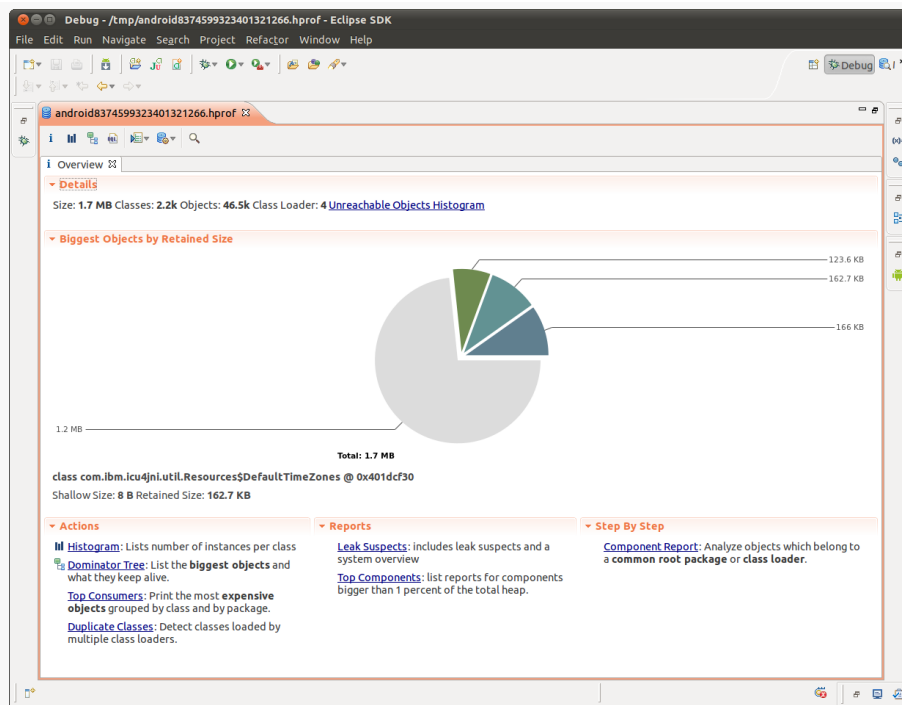 Debug - /tmp/android8374599323401321266.hprof - Eclipse SDK
File Edit Run Navigate Search Project Refactor Window Help
Debug
android8374599323401321266.hprof
Overview
Details
Size: 1.7 MB Classes: 2.2k Objects: 46.5k Class Loader: 4 Unreachable Objects Histogram
Biggest Objects by Retained Size
123.6 KB
162.7 KB
166 KB
1.2 MB
Total: 1.7 MB
class com.ibm.icu4jni.util.Resources$DefaultTimeZones @ 0x401dcf30
Shallow Size: 8 B Retained Size: 162.7 KB
Actions
Histogram: Lists number of instances per class
Dominator Tree: List the biggest objects and
what they keep alive.
Top Consumers: Print the most expensive
objects grouped by class and by package.
Duplicate Classes: Detect classes loaded by
multiple class loaders.
Reports
Leak Suspects: includes leak suspects and a
system overview
Top Components: list reports for components
bigger than 1 percent of the total heap.
Step By Step
Component Report: Analyze objects which belong to
a common root package or class loader.